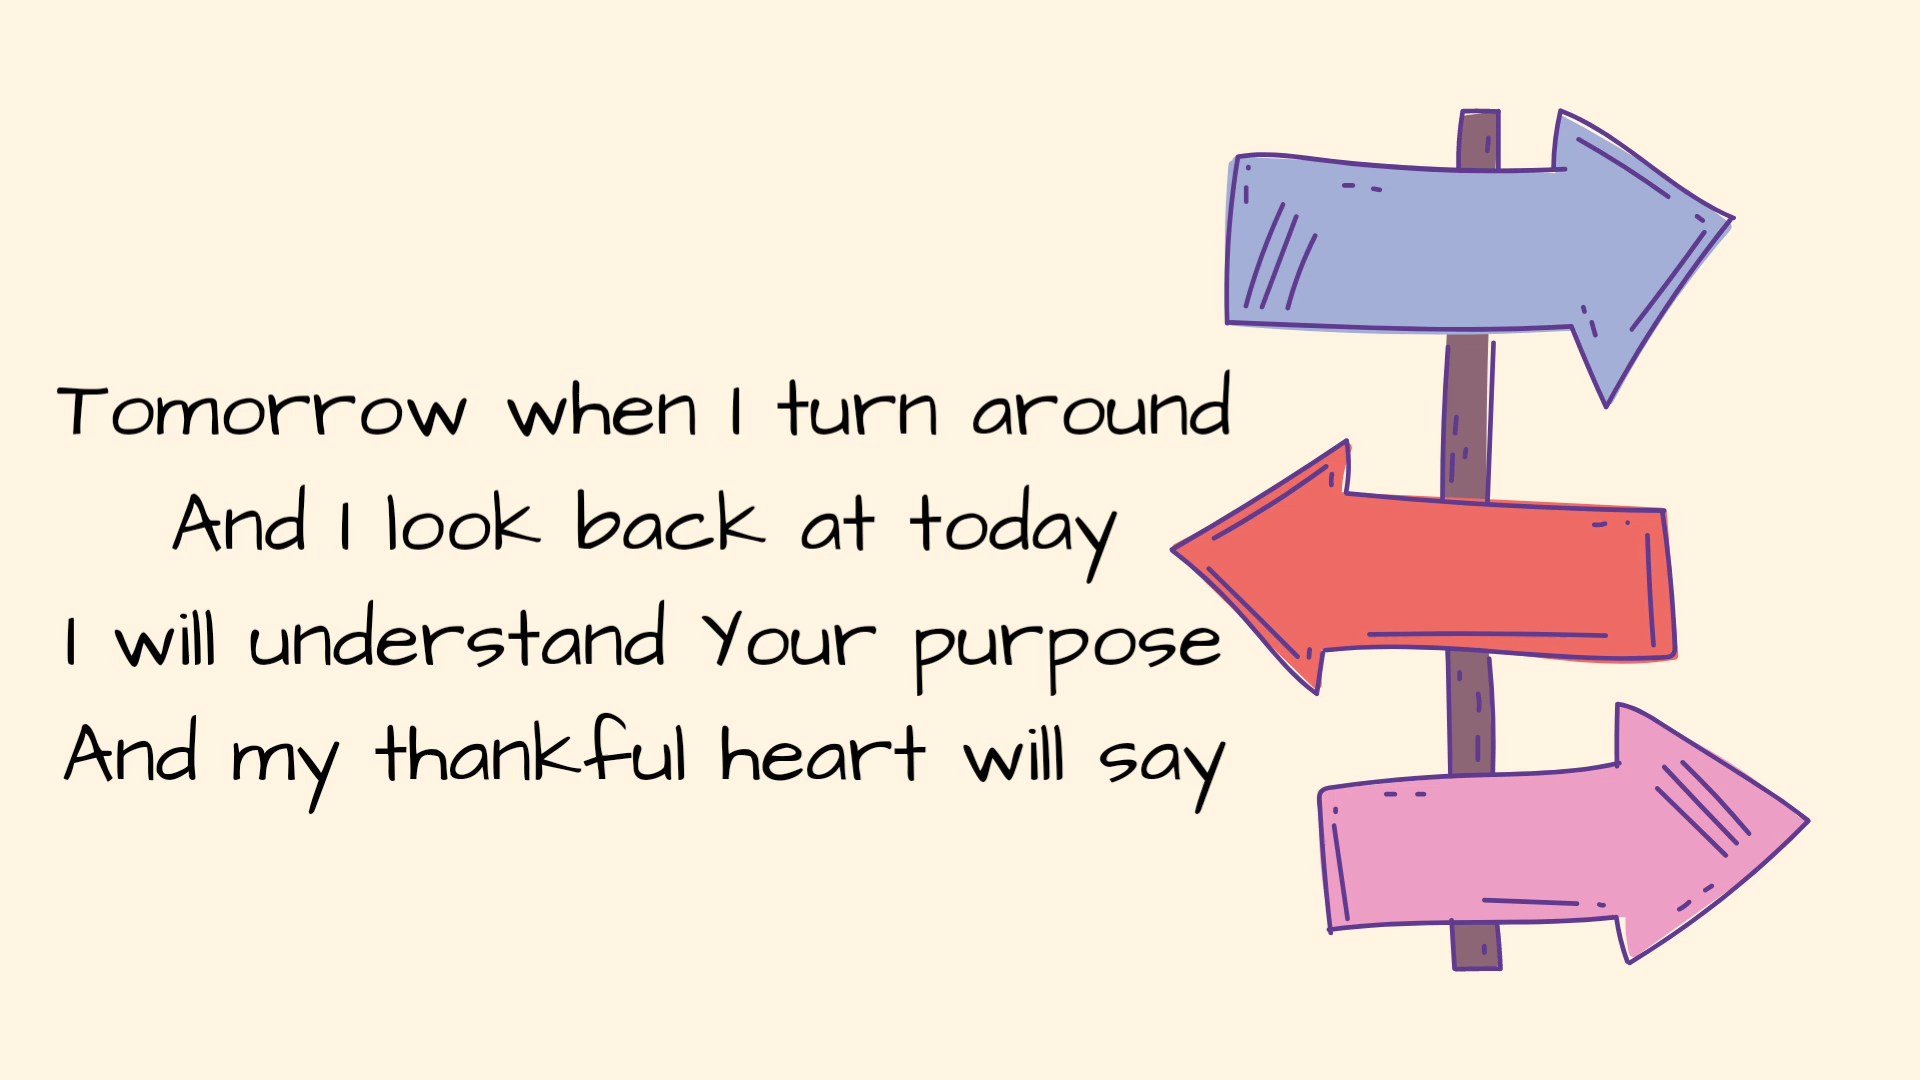 Tomorrow when I turn around
And I look back at today
I will understand Your purpose
And my thankful heart will say